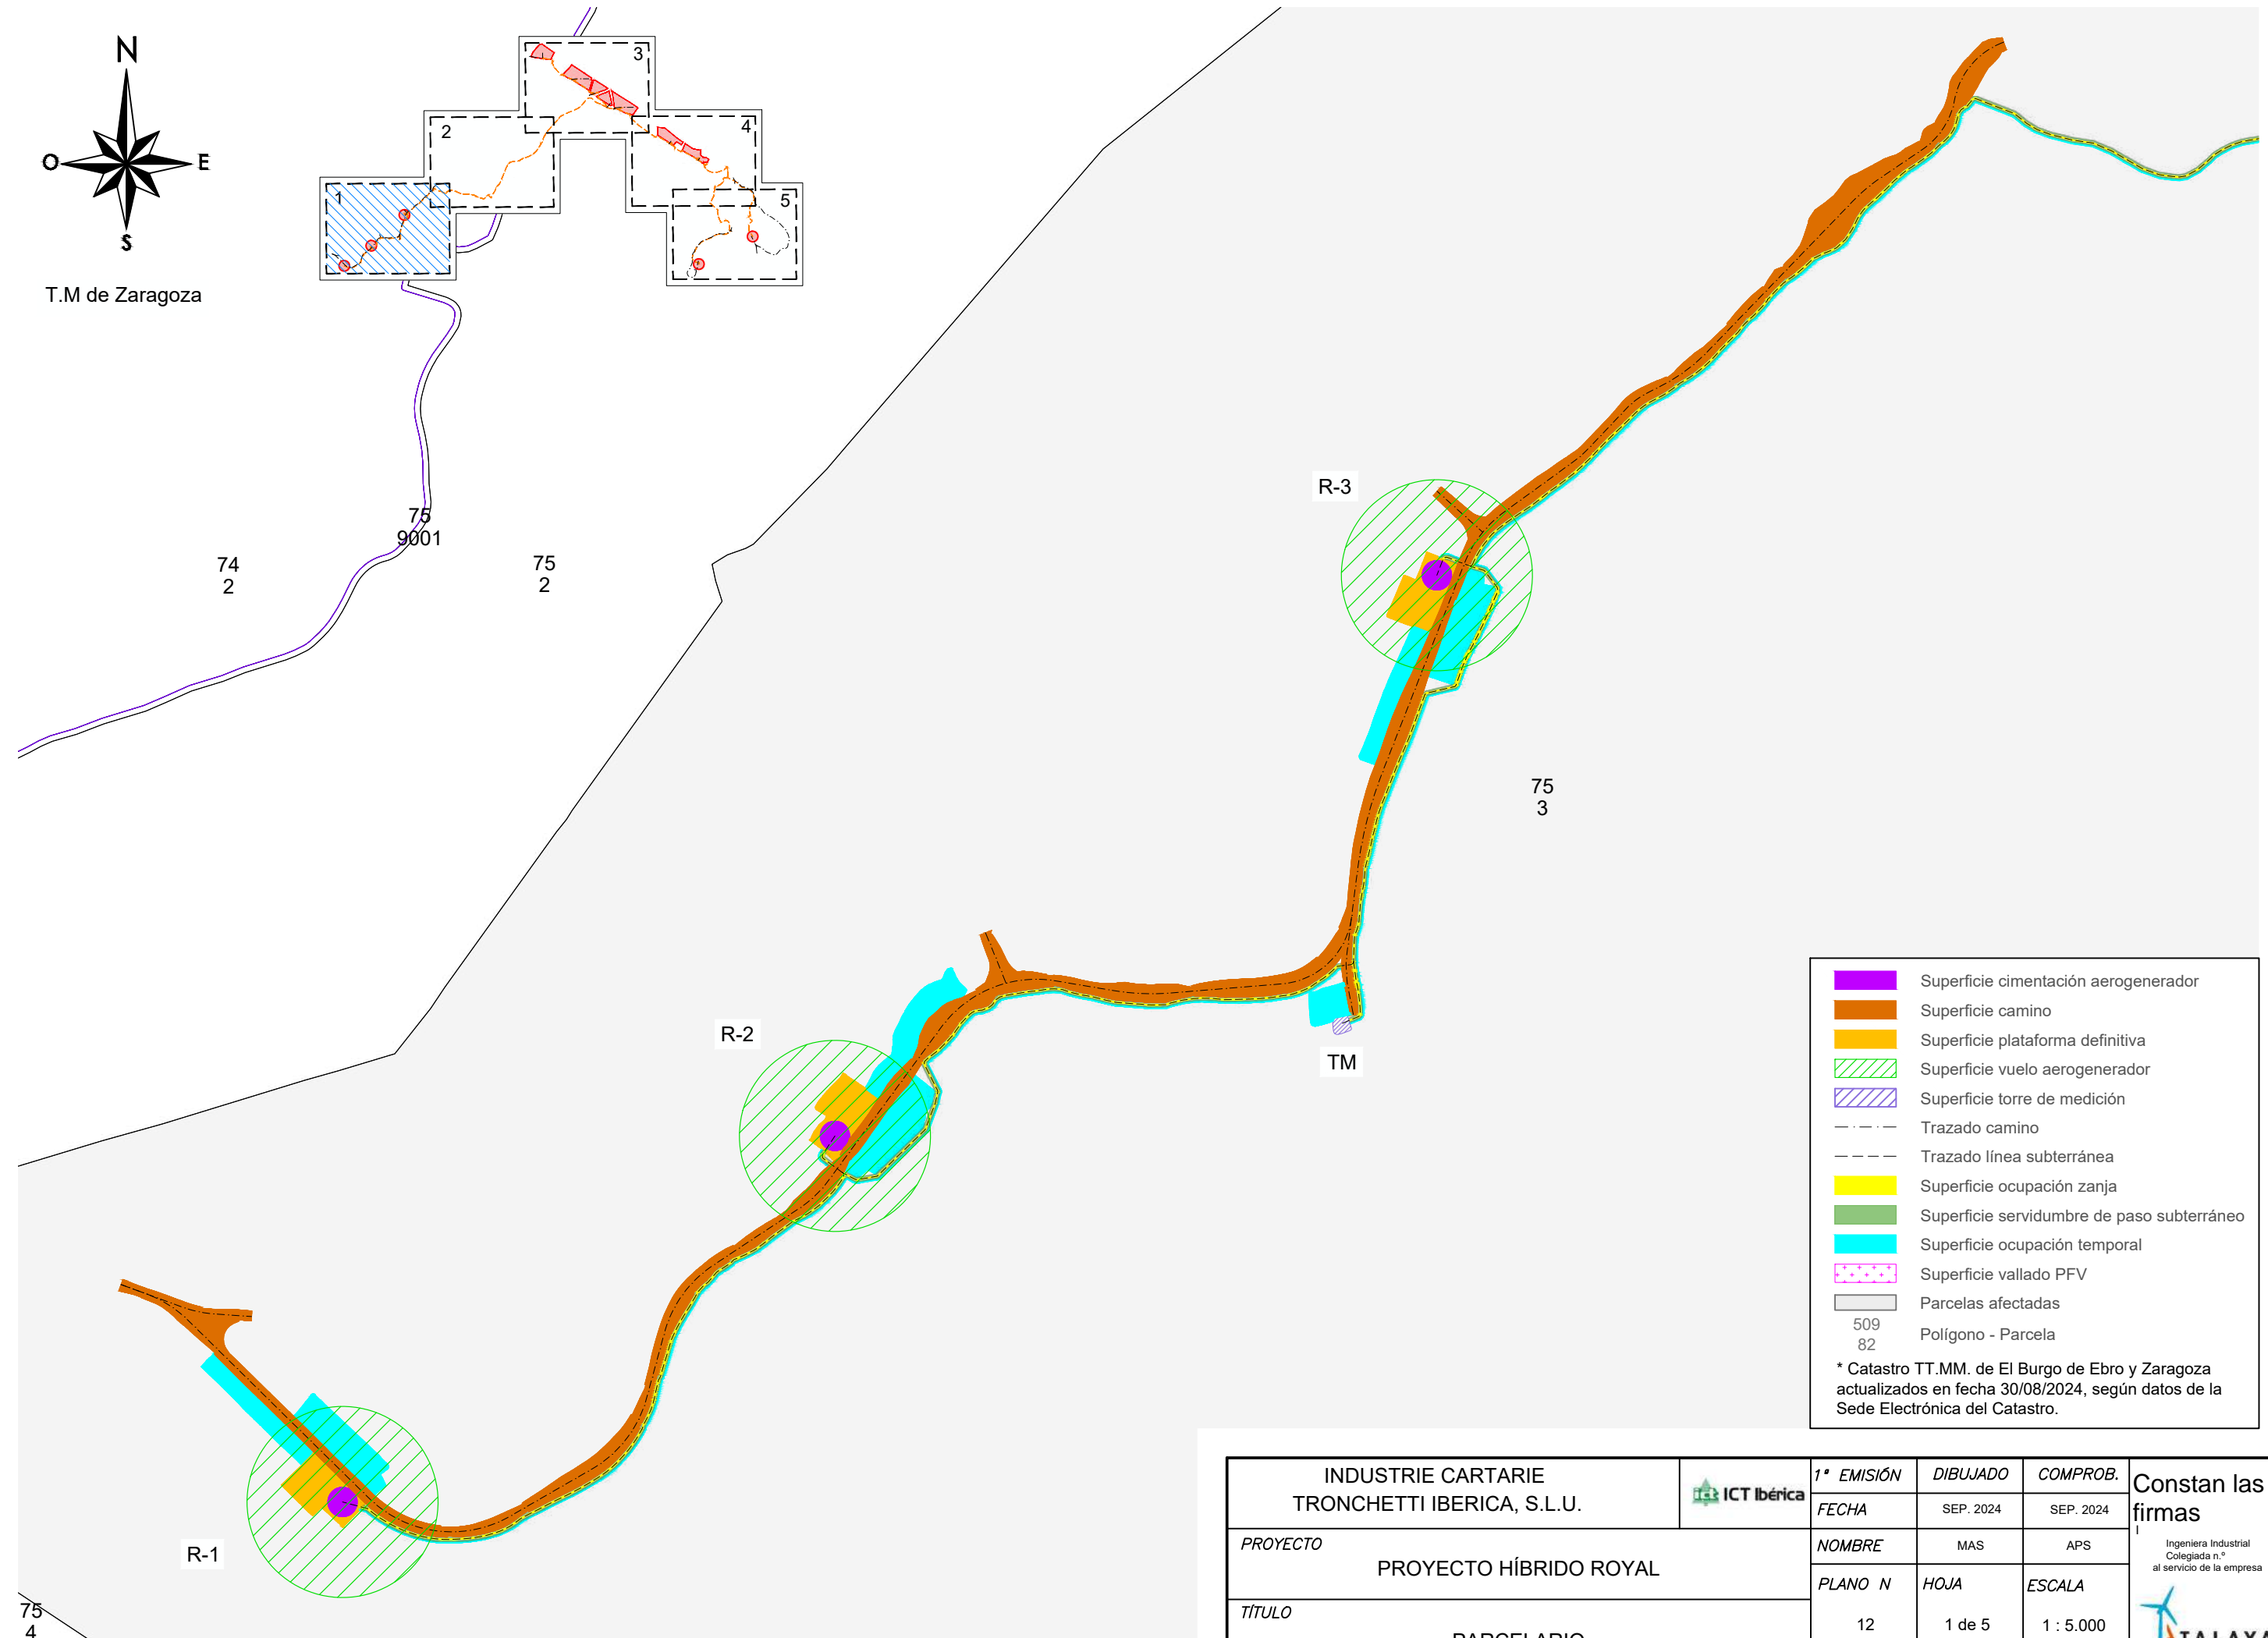 N
O
E
S
T.M de Zaragoza
1
2
3
4
5
75
9001
74
2
75
2
R-3
75
3
R-2
TM
R-1
75
4
Superficie cimentación aerogenerador
Superficie camino
Superficie plataforma definitiva
Superficie vuelo aerogenerador
Superficie torre de medición
Trazado camino
Trazado línea subterránea
Superficie ocupación zanja
Superficie servidumbre de paso subterráneo
Superficie ocupación temporal
Superficie vallado PFV
Parcelas afectadas
509
82
Polígono - Parcela
* Catastro TT.MM. de El Burgo de Ebro y Zaragoza
actualizados en fecha 30/08/2024, según datos de la
Sede Electrónica del Catastro.
INDUSTRIE CARTARIE
TRONCHETTI IBERICA, S.L.U.
ICT Ibérica
1ª EMISIÓN DIBUJADO COMPROB.
FECHA SEP. 2024 SEP. 2024
NOMBRE MAS APS
PLANO N HOJA ESCALA
12 1 de 5 1 : 5.000
PROYECTO
PROYECTO HÍBRIDO ROYAL
TÍTULO
PARCELARIO
Constan las
firmas
Ingeniera Industrial
Colegiada n.º
al servicio de la empresa